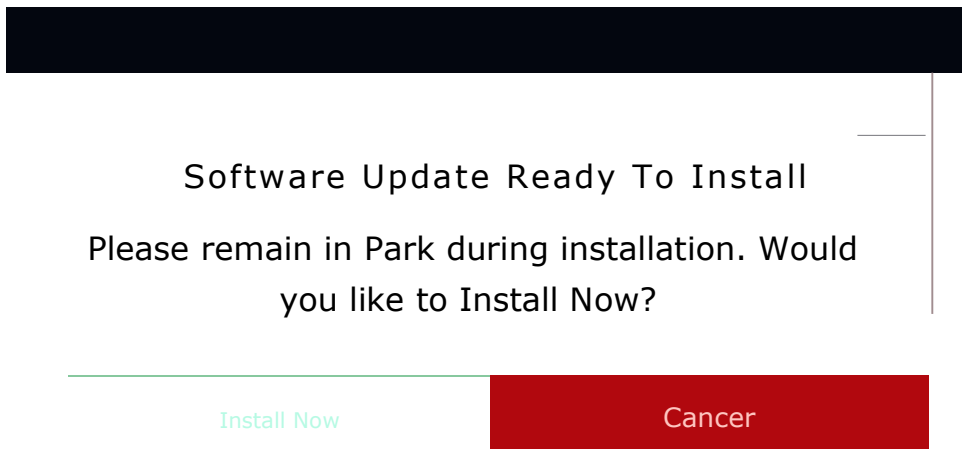 Software Update Ready To Install
Please remain in Park during installation. Would
you like to Install Now?
Install Now
Cancer